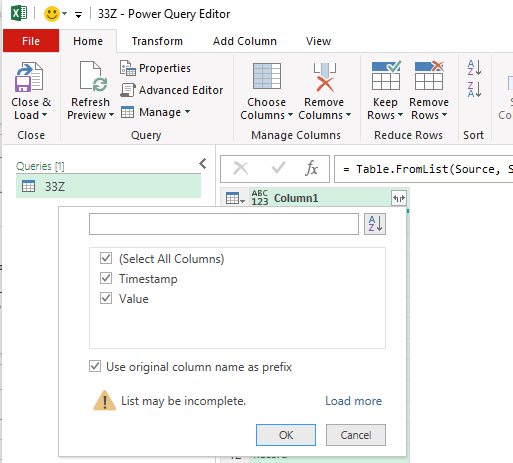 33Z - Power Query Editor
File Home Transform Add Column View
Close & Load
Refresh Preview
Properties
Advanced Editor
Manage
Choose Columns
Remove Columns
Keep Rows
Remove Rows
A Z
Z A
Close
Query
Manage Columns
Reduce Rows
Sort
Queries [1]
33Z
fx
= Table.FromList(Source, S
ABC 123 Column1
A Z
(Select All Columns)
Timestamp
Value
Use original column name as prefix
List may be incomplete.
Load more
OK
Cancel